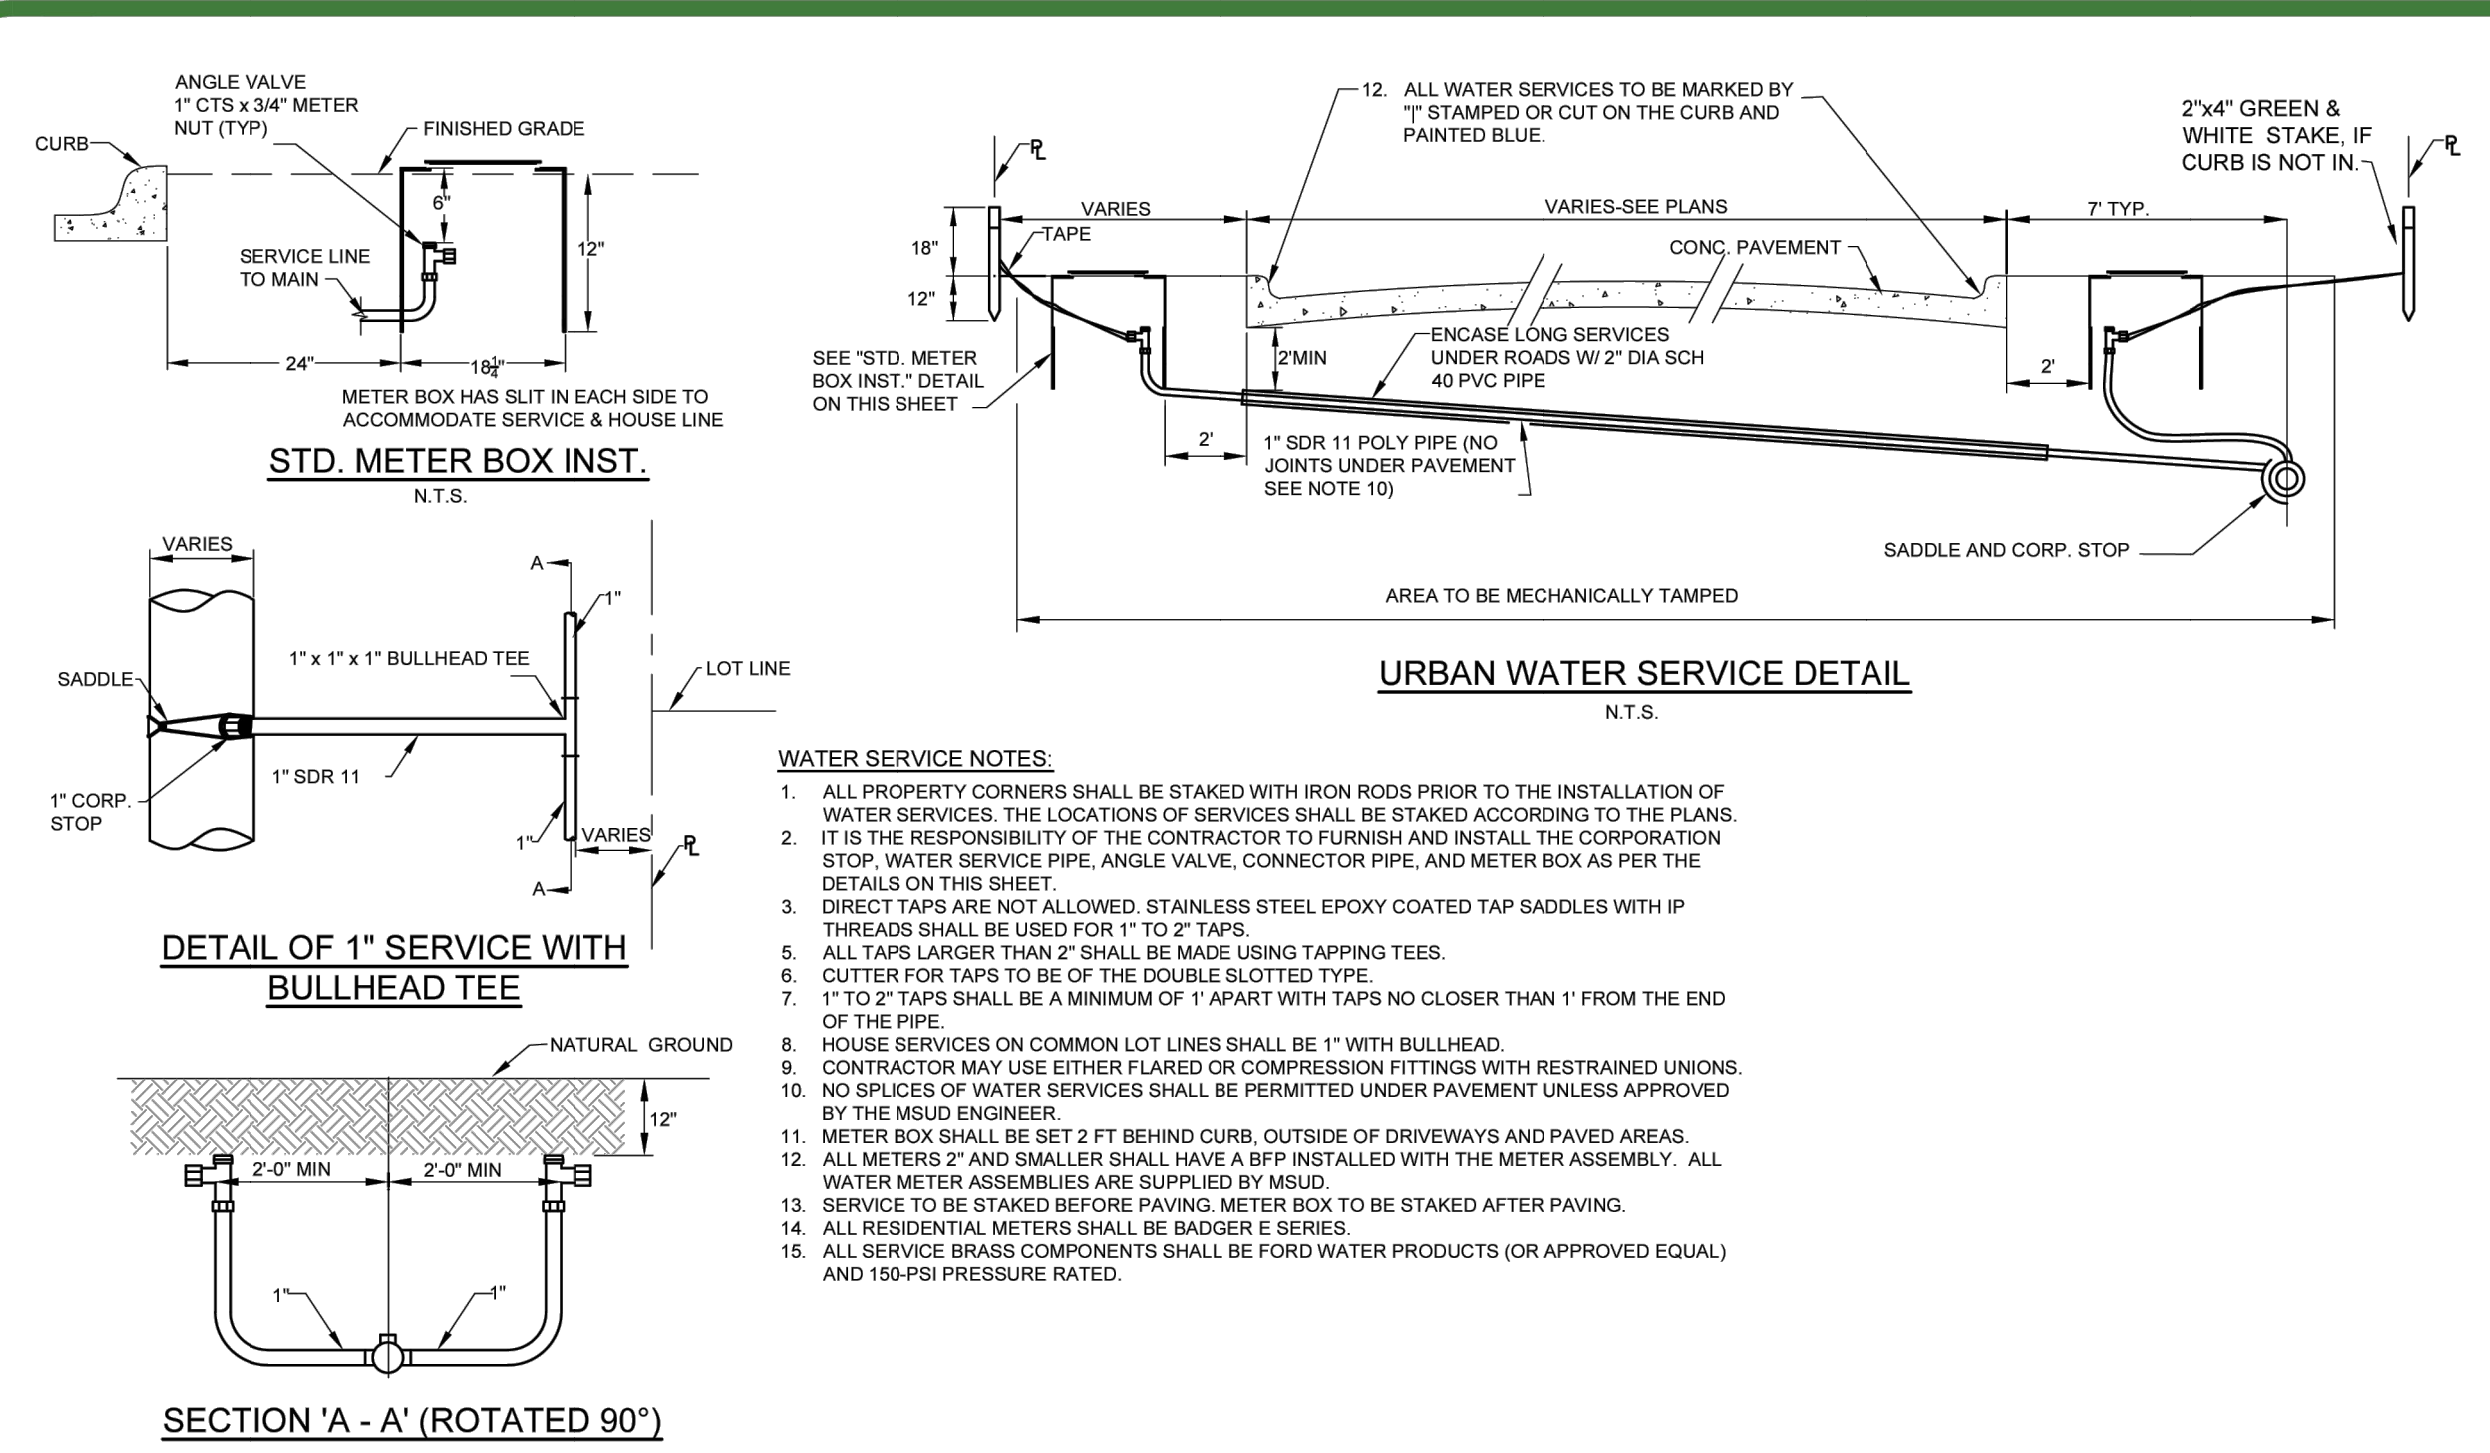 ANGLE VALVE
1" CTS x 3/4" METER
NUT (TYP)
CURB
FINISHED GRADE
6"
12"
SERVICE LINE
TO MAIN
24"
18 1/4"
METER BOX HAS SLIT IN EACH SIDE TO
ACCOMMODATE SERVICE & HOUSE LINE
STD. METER BOX INST.
N.T.S.
12. ALL WATER SERVICES TO BE MARKED BY
"|" STAMPED OR CUT ON THE CURB AND
PAINTED BLUE.
2"x4" GREEN &
WHITE STAKE, IF
CURB IS NOT IN.
PL
PL
VARIES
VARIES-SEE PLANS
7' TYP.
TAPE
18"
12"
CONC. PAVEMENT
SEE "STD. METER
BOX INST." DETAIL
ON THIS SHEET
2'MIN
ENCASE LONG SERVICES
UNDER ROADS W/ 2" DIA SCH
40 PVC PIPE
2'
2'
1" SDR 11 POLY PIPE (NO
JOINTS UNDER PAVEMENT
SEE NOTE 10)
SADDLE AND CORP. STOP
AREA TO BE MECHANICALLY TAMPED
URBAN WATER SERVICE DETAIL
N.T.S.
VARIES
A
1"
1" x 1" x 1" BULLHEAD TEE
SADDLE
LOT LINE
1" SDR 11
1" CORP.
STOP
1"
VARIES
PL
A
DETAIL OF 1" SERVICE WITH
BULLHEAD TEE
NATURAL GROUND
12"
2'-0" MIN
2'-0" MIN
1"
1"
SECTION 'A - A' (ROTATED 90°)
WATER SERVICE NOTES:
1. ALL PROPERTY CORNERS SHALL BE STAKED WITH IRON RODS PRIOR TO THE INSTALLATION OF
WATER SERVICES. THE LOCATIONS OF SERVICES SHALL BE STAKED ACCORDING TO THE PLANS.
2. IT IS THE RESPONSIBILITY OF THE CONTRACTOR TO FURNISH AND INSTALL THE CORPORATION
STOP, WATER SERVICE PIPE, ANGLE VALVE, CONNECTOR PIPE, AND METER BOX AS PER THE
DETAILS ON THIS SHEET.
3. DIRECT TAPS ARE NOT ALLOWED. STAINLESS STEEL EPOXY COATED TAP SADDLES WITH IP
THREADS SHALL BE USED FOR 1" TO 2" TAPS.
5. ALL TAPS LARGER THAN 2" SHALL BE MADE USING TAPPING TEES.
6. CUTTER FOR TAPS TO BE OF THE DOUBLE SLOTTED TYPE.
7. 1" TO 2" TAPS SHALL BE A MINIMUM OF 1' APART WITH TAPS NO CLOSER THAN 1' FROM THE END
OF THE PIPE.
8. HOUSE SERVICES ON COMMON LOT LINES SHALL BE 1" WITH BULLHEAD.
9. CONTRACTOR MAY USE EITHER FLARED OR COMPRESSION FITTINGS WITH RESTRAINED UNIONS.
10. NO SPLICES OF WATER SERVICES SHALL BE PERMITTED UNDER PAVEMENT UNLESS APPROVED
BY THE MSUD ENGINEER.
11. METER BOX SHALL BE SET 2 FT BEHIND CURB, OUTSIDE OF DRIVEWAYS AND PAVED AREAS.
12. ALL METERS 2" AND SMALLER SHALL HAVE A BFP INSTALLED WITH THE METER ASSEMBLY. ALL
WATER METER ASSEMBLIES ARE SUPPLIED BY MSUD.
13. SERVICE TO BE STAKED BEFORE PAVING. METER BOX TO BE STAKED AFTER PAVING.
14. ALL RESIDENTIAL METERS SHALL BE BADGER E SERIES.
15. ALL SERVICE BRASS COMPONENTS SHALL BE FORD WATER PRODUCTS (OR APPROVED EQUAL)
AND 150-PSI PRESSURE RATED.